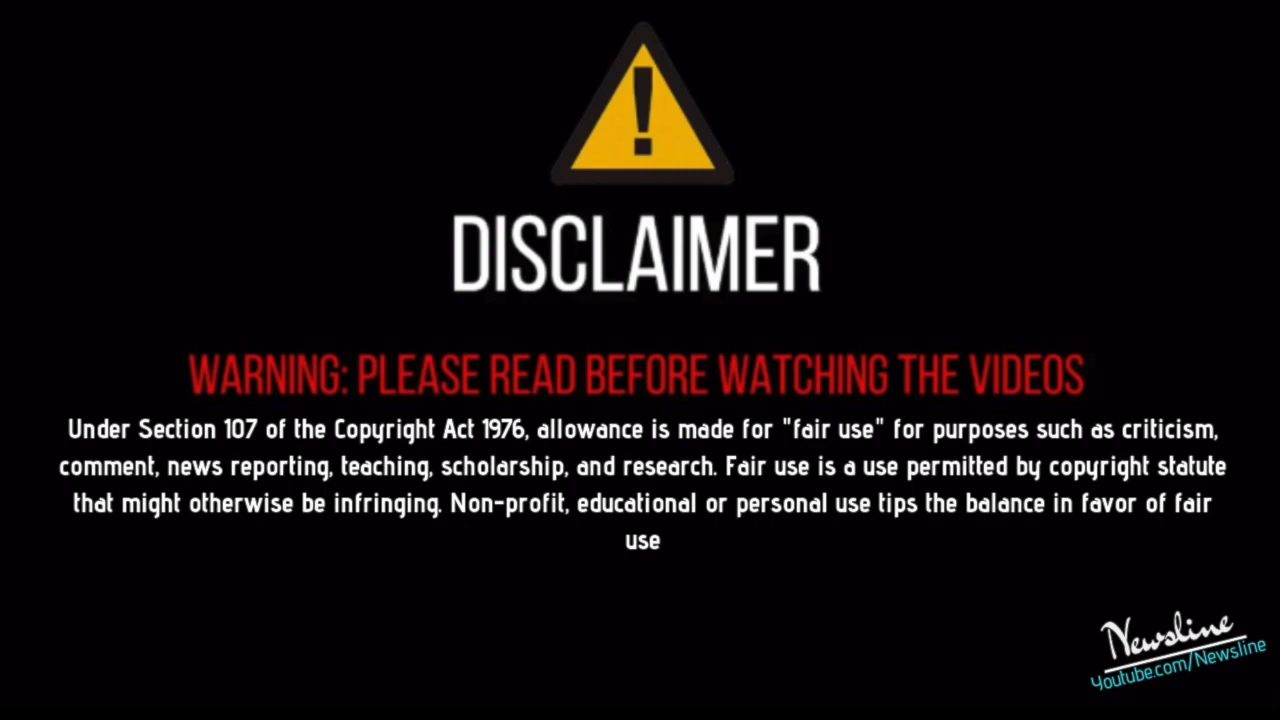 DISCLAIMER
WARNING: PLEASE READ BEFORE WATCHING THE VIDEOS
Under Section 107 of the Copyright Act 1976, allowance is made for "fair use" for purposes such as criticism,
comment, news reporting, teaching, scholarship, and research. Fair use is a use permitted by copyright statute
that might otherwise be infringing. Non-profit, educational or personal use tips the balance in favor of fair
use
Newsline
Youtube.com/Newsline